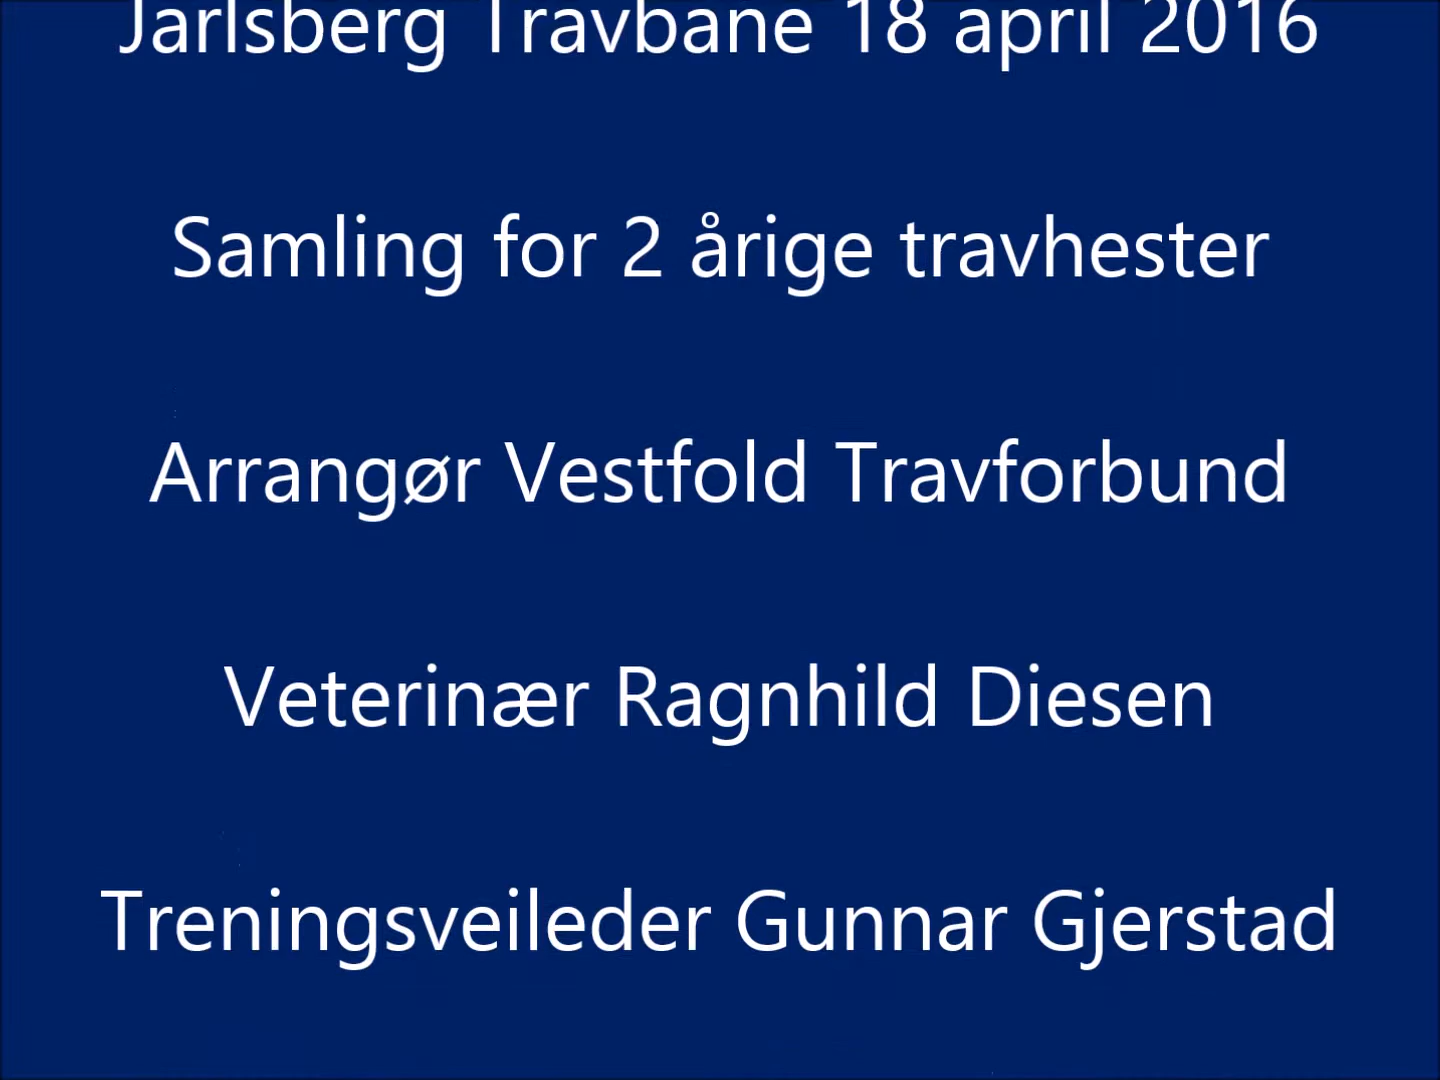 Jarlsberg Travbane 18 april 2016
Samling for 2 årige travhester
Arrangør Vestfold Travforbund
Veterinær Ragnhild Diesen
Treningsveileder Gunnar Gjerstad